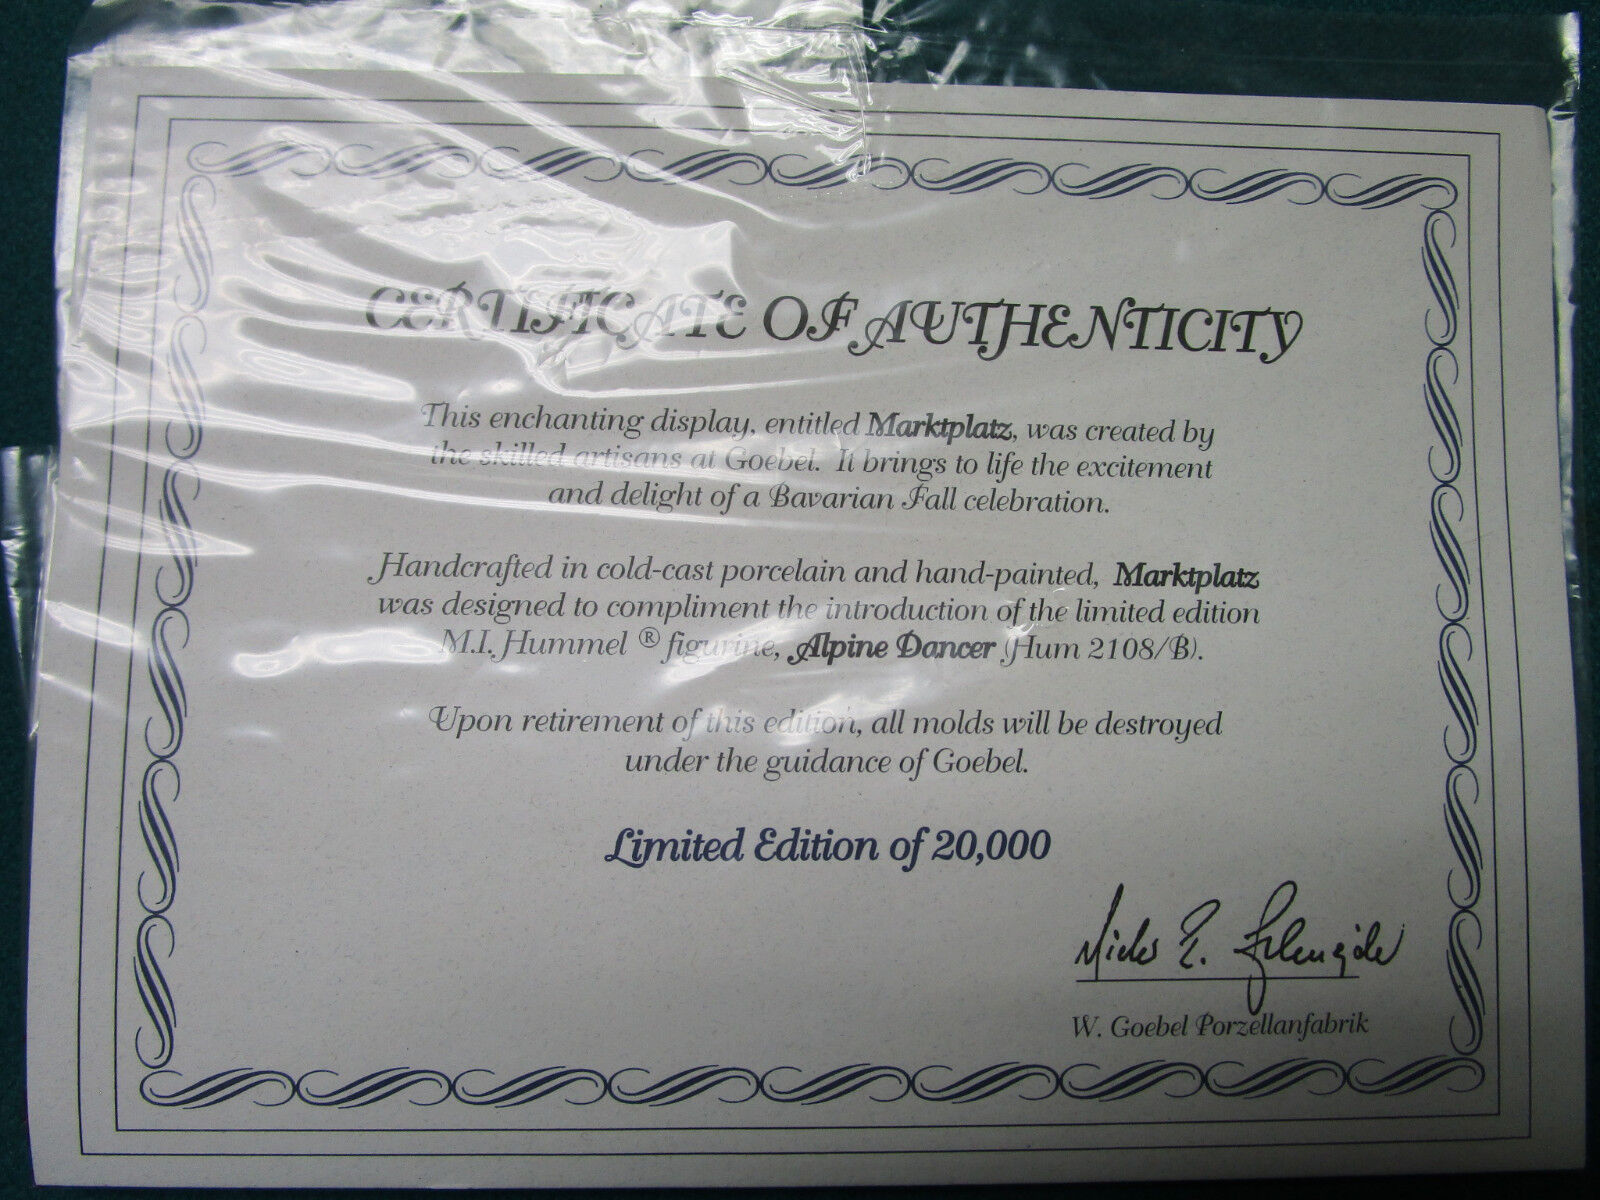 CERTIFICATE OF AUTHENTICITY
This enchanting display, entitled Marktplatz, was created by
the skilled artisans at Goebel. It brings to life the excitement
and delight of a Bavarian Fall celebration.
Handcrafted in cold-cast porcelain and hand-painted, Marktplatz
was designed to compliment the introduction of the limited edition
M.I. Hummel ® figurine, Alpine Dancer (Hum 2108/B).
Upon retirement of this edition, all molds will be destroyed
under the guidance of Goebel.
Limited Edition of 20,000
W. Goebel Porzellanfabrik